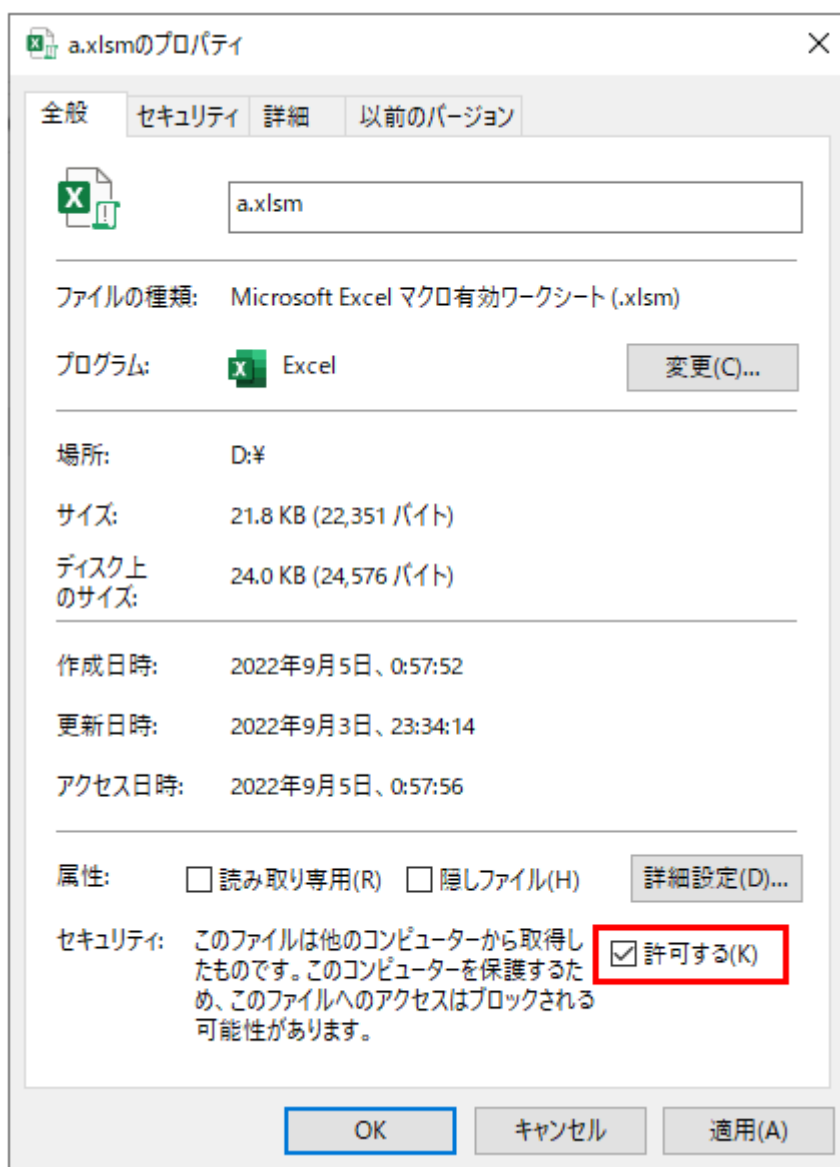 a.xlsmのプロパティ
全般 セキュリティ 詳細 以前のバージョン
a.xlsm
ファイルの種類: Microsoft Excel マクロ有効ワークシート (.xlsm)
プログラム: Excel 変更(C)...
場所: D:¥
サイズ: 21.8 KB (22,351 バイト)
ディスク上
のサイズ: 24.0 KB (24,576 バイト)
作成日時: 2022年9月5日、0:57:52
更新日時: 2022年9月3日、23:34:14
アクセス日時: 2022年9月5日、0:57:56
属性: 読み取り専用(R) 隠しファイル(H) 詳細設定(D)...
セキュリティ: このファイルは他のコンピューターから取得し
たものです。このコンピューターを保護するた
め、このファイルへのアクセスはブロックされる
可能性があります。
許可する(K)
OK キャンセル 適用(A)